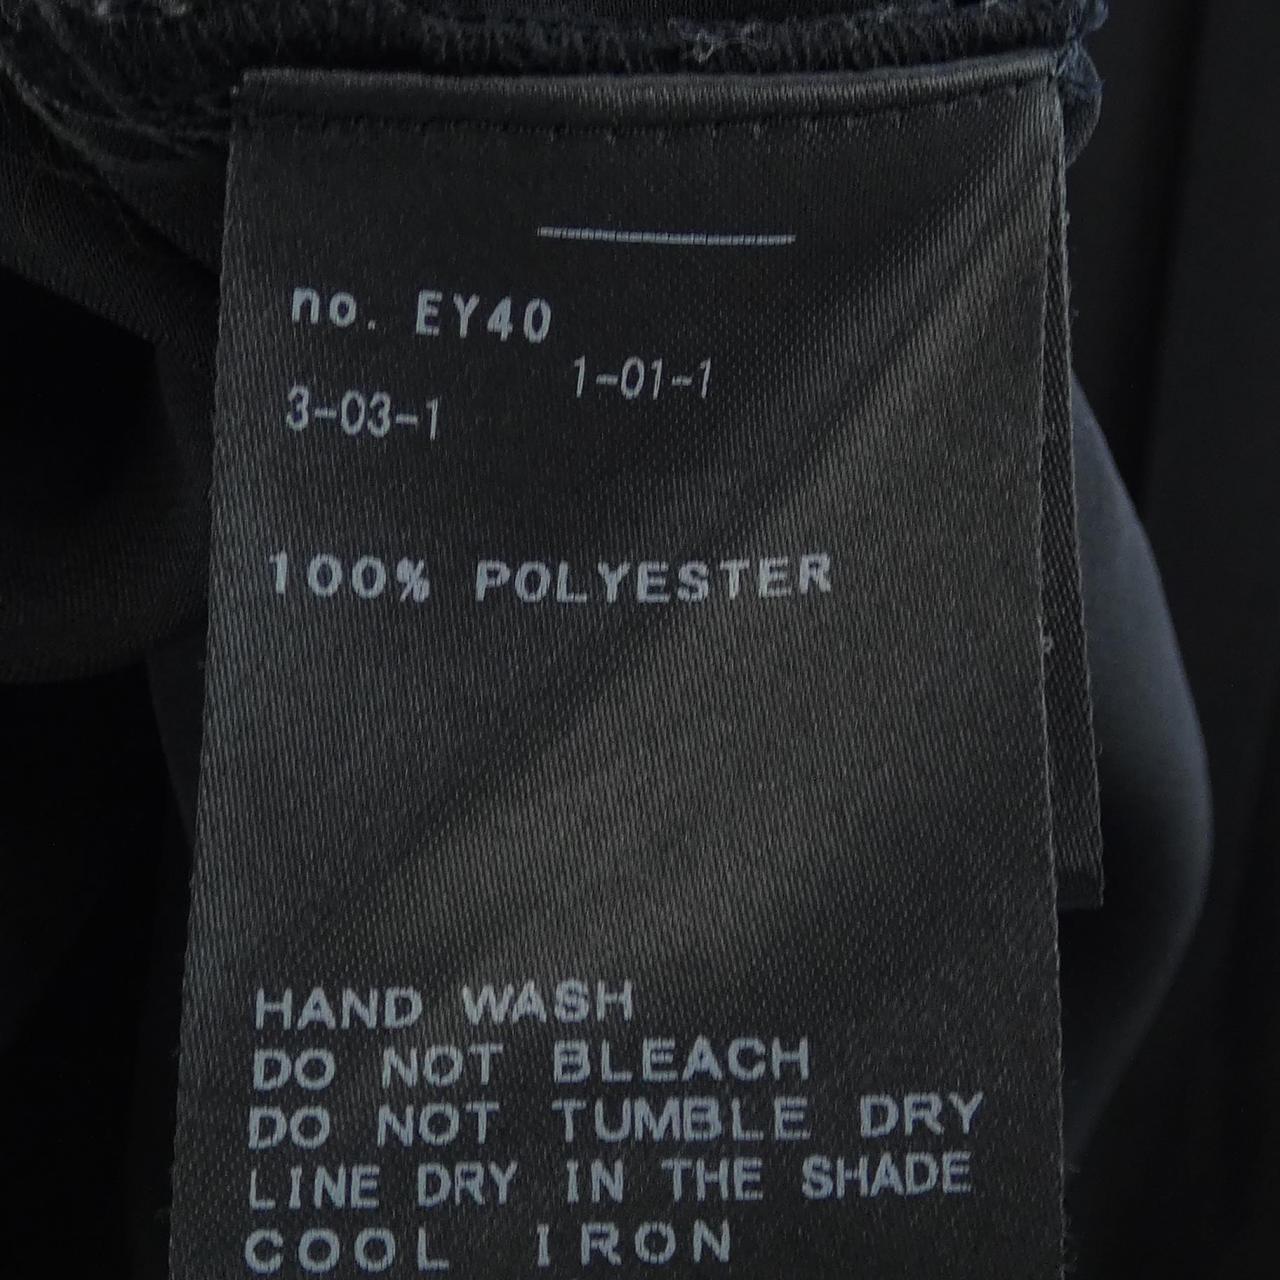 no. EY40
1-01-1
3-03-1
100% POLYESTER
HAND WASH
DO NOT BLEACH
DO NOT TUMBLE DRY
LINE DRY IN THE SHADE
COOL IRON